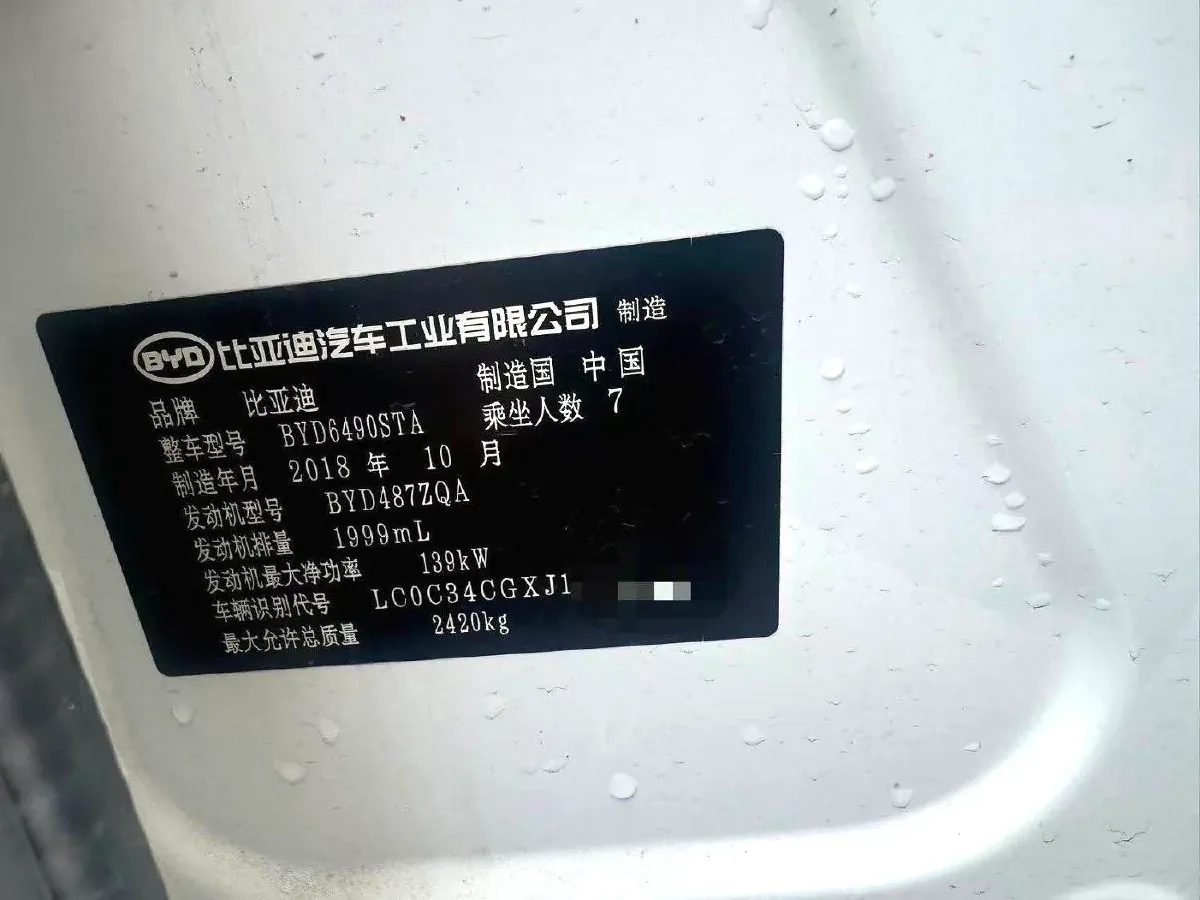 BYD 比亚迪汽车工业有限公司 制造
品牌 比亚迪 制造国 中国
整车型号 BYD6490STA 乘坐人数 7
制造年月 2018 年 10 月
发动机型号 BYD487ZQA
发动机排量 1999mL
发动机最大净功率 139kW
车辆识别代号 LC0C34CGXJ1
最大允许总质量 2420kg